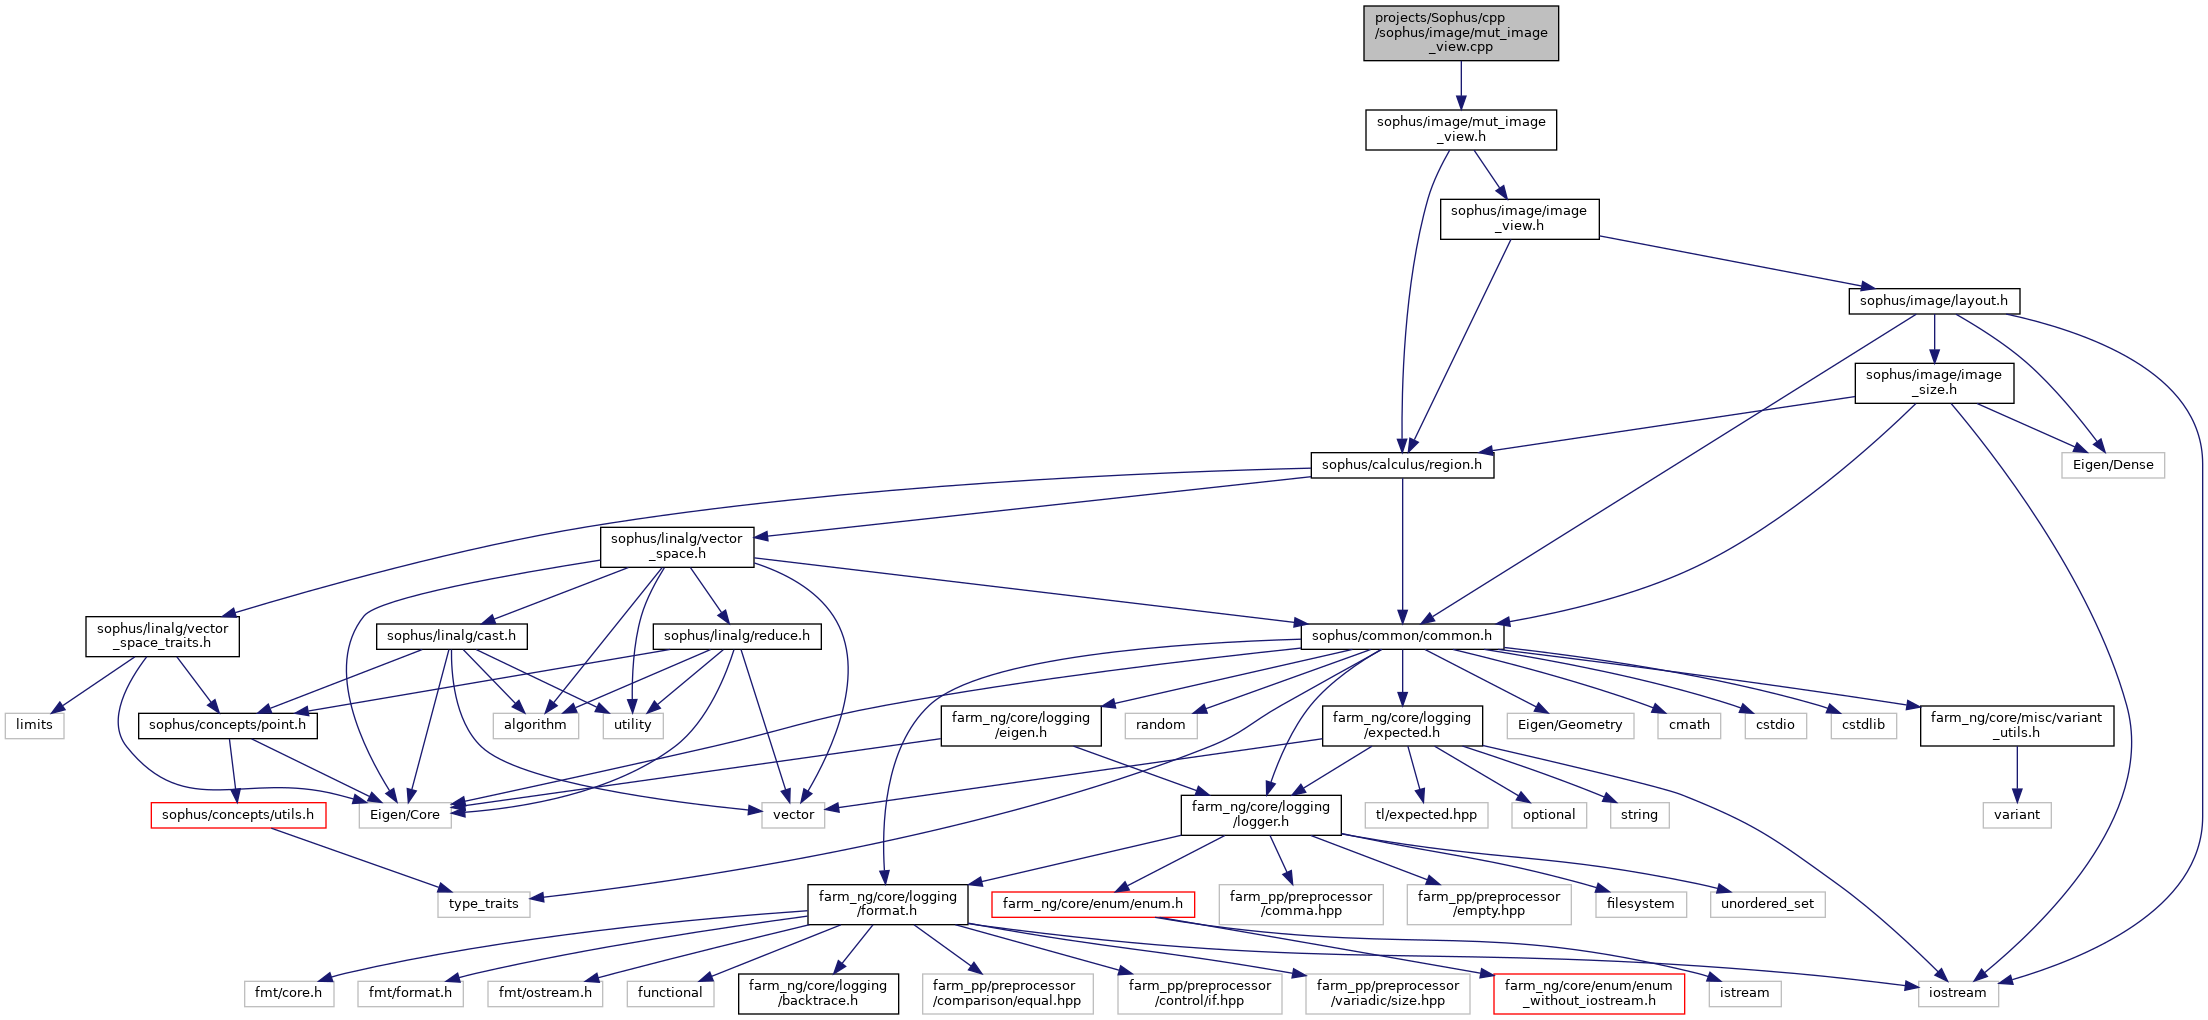 projects/Sophus/cpp
/sophus/image/mut_image
_view.cpp
sophus/image/mut_image
_view.h
sophus/image/image
_view.h
sophus/image/layout.h
sophus/image/image
_size.h
sophus/calculus/region.h
Eigen/Dense
sophus/linalg/vector
_space.h
sophus/linalg/vector
_space_traits.h
sophus/linalg/cast.h
sophus/linalg/reduce.h
sophus/common/common.h
limits
sophus/concepts/point.h
algorithm
utility
farm_ng/core/logging
/eigen.h
random
farm_ng/core/logging
/expected.h
Eigen/Geometry
cmath
cstdio
cstdlib
farm_ng/core/misc/variant
_utils.h
sophus/concepts/utils.h
Eigen/Core
vector
farm_ng/core/logging
/logger.h
tl/expected.hpp
optional
string
variant
type_traits
farm_ng/core/logging
/format.h
farm_ng/core/enum/enum.h
farm_pp/preprocessor
/comma.hpp
farm_pp/preprocessor
/empty.hpp
filesystem
unordered_set
fmt/core.h
fmt/format.h
fmt/ostream.h
functional
farm_ng/core/logging
/backtrace.h
farm_pp/preprocessor
/comparison/equal.hpp
farm_pp/preprocessor
/control/if.hpp
farm_pp/preprocessor
/variadic/size.hpp
farm_ng/core/enum/enum
_without_iostream.h
istream
iostream